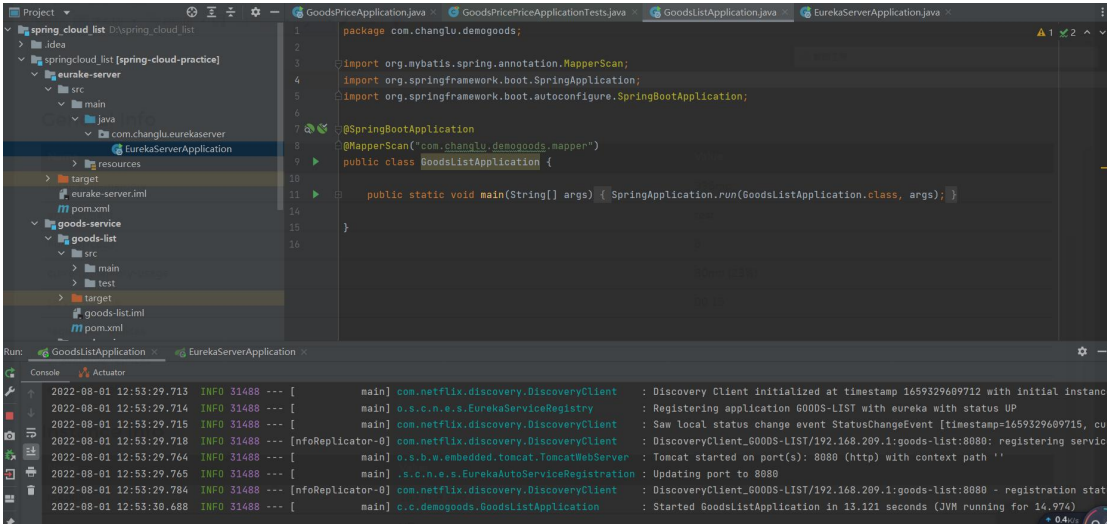 Project
GoodsPriceApplication.java
GoodsPricePriceApplicationTests.java
GoodsListApplication.java
EurekaServerApplication.java
spring_cloud_list D:\spring_cloud_list
.idea
springcloud_list [spring-cloud-practice]
eurake-server
src
main
java
com.changlu.eurekaserver
EurekaServerApplication
resources
target
eurake-server.iml
pom.xml
goods-service
goods-list
src
main
test
target
goods-list.iml
pom.xml
1 package com.changlu.demogoods;
2
3 import org.mybatis.spring.annotation.MapperScan;
4 import org.springframework.boot.SpringApplication;
5 import org.springframework.boot.autoconfigure.SpringBootApplication;
6
7 @SpringBootApplication
8 @MapperScan("com.changlu.demogoods.mapper")
9 public class GoodsListApplication {
10
11 public static void main(String[] args) { SpringApplication.run(GoodsListApplication.class, args); }
14
15 }
16
1 2
Run: GoodsListApplication EurekaServerApplication
Console Actuator
2022-08-01 12:53:29.713 INFO 31488 --- [ main] com.netflix.discovery.DiscoveryClient : Discovery Client initialized at timestamp 1659329609712 with initial instanc
2022-08-01 12:53:29.714 INFO 31488 --- [ main] o.s.c.n.e.s.EurekaServiceRegistry : Registering application GOODS-LIST with eureka with status UP
2022-08-01 12:53:29.715 INFO 31488 --- [ main] com.netflix.discovery.DiscoveryClient : Saw local status change event StatusChangeEvent [timestamp=1659329609715, cu
2022-08-01 12:53:29.718 INFO 31488 --- [nfoReplicator-0] com.netflix.discovery.DiscoveryClient : DiscoveryClient_GOODS-LIST/192.168.209.1:goods-list:8080: registering servic
2022-08-01 12:53:29.764 INFO 31488 --- [ main] o.s.b.w.embedded.tomcat.TomcatWebServer : Tomcat started on port(s): 8080 (http) with context path ''
2022-08-01 12:53:29.765 INFO 31488 --- [ main] .s.c.n.e.s.EurekaAutoServiceRegistration : Updating port to 8080
2022-08-01 12:53:29.784 INFO 31488 --- [nfoReplicator-0] com.netflix.discovery.DiscoveryClient : DiscoveryClient_GOODS-LIST/192.168.209.1:goods-list:8080 - registration stat
2022-08-01 12:53:30.688 INFO 31488 --- [ main] c.c.demogoods.GoodsListApplication : Started GoodsListApplication in 13.121 seconds (JVM running for 14.974)
0.4K/s